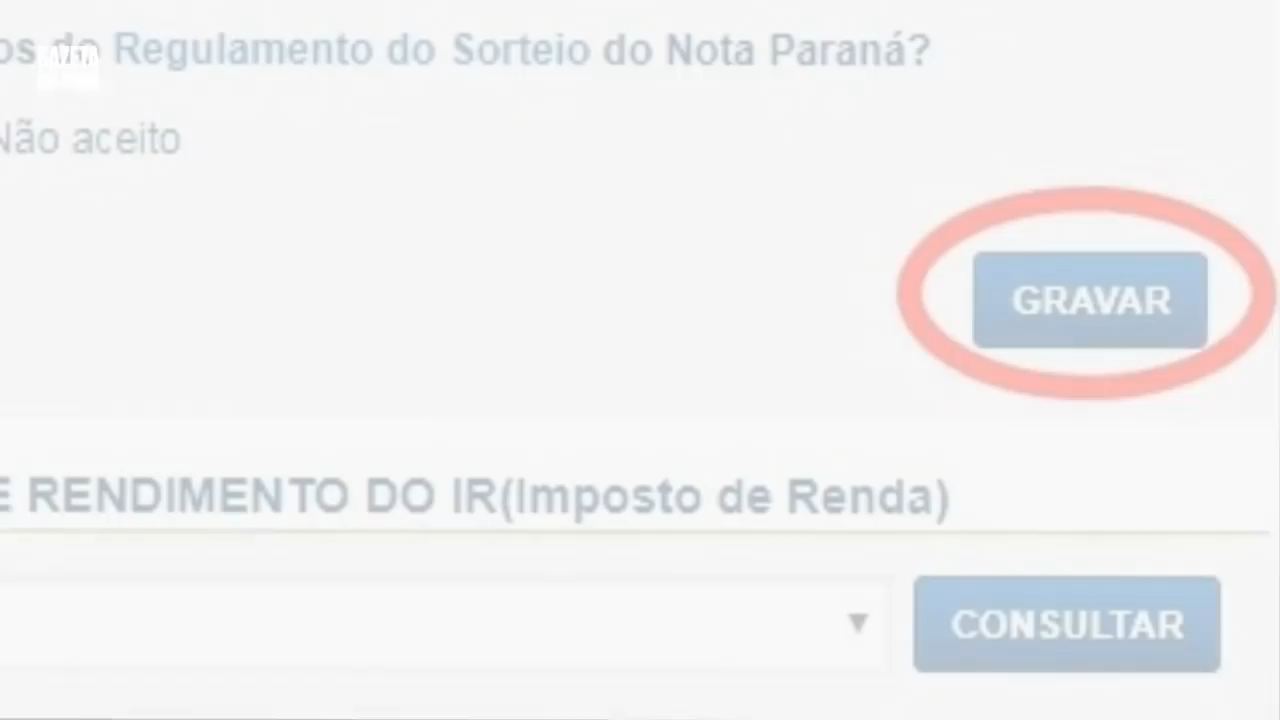 os do Regulamento do Sorteio do Nota Paraná?
Não aceito
GRAVAR
E RENDIMENTO DO IR(Imposto de Renda)
CONSULTAR